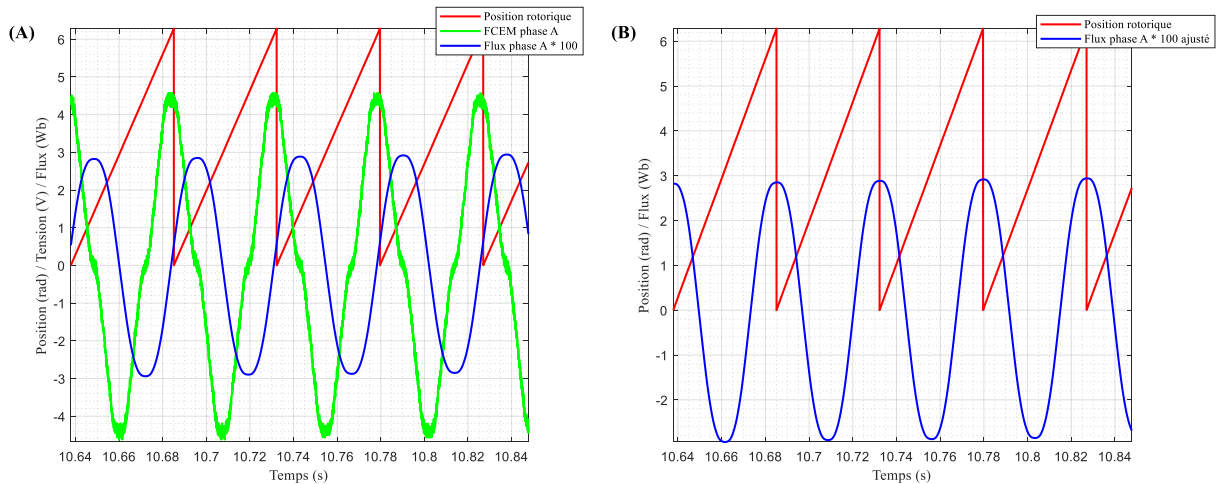 (A)
Position rotorique
FCEM phase A
Flux phase A * 100
6
5
4
3
2
1
0
-1
-2
-3
-4
Position (rad) / Tension (V) / Flux (Wb)
10.64 10.66 10.68 10.7 10.72 10.74 10.76 10.78 10.8 10.82 10.84
Temps (s)
(B)
Position rotorique
Flux phase A * 100 ajusté
6
5
4
3
2
1
0
-1
-2
Position (rad) / Flux (Wb)
10.64 10.66 10.68 10.7 10.72 10.74 10.76 10.78 10.8 10.82 10.84
Temps (s)